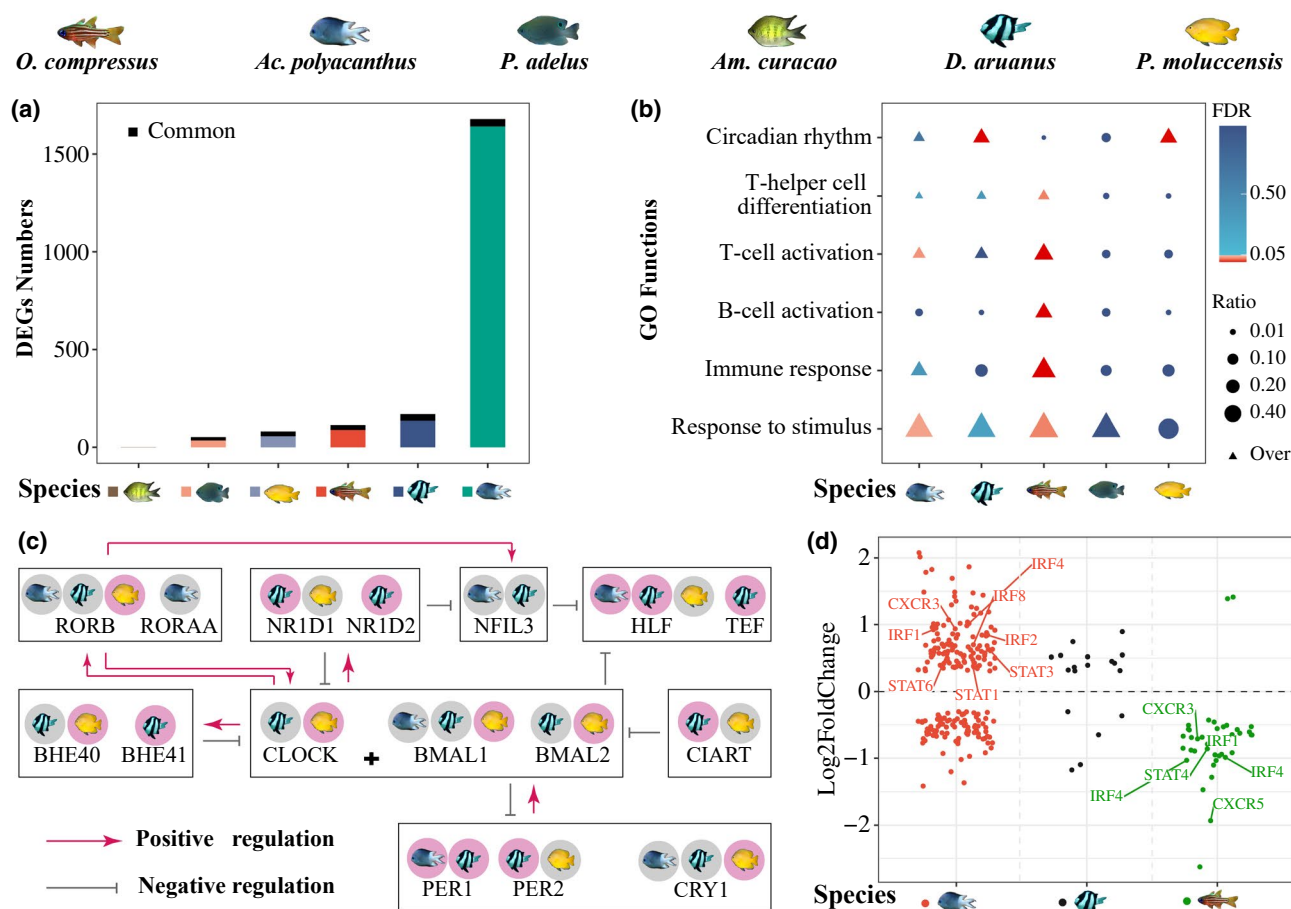 O. compressus Ac. polyacanthus P. adelus Am. curacao D. aruanus P. moluccensis
(a)
Common
DEGs Numbers
1500
1000
500
0
Species
(b)
GO Functions
Circadian rhythm
T-helper cell
differentiation
T-cell activation
B-cell activation
Immune response
Response to stimulus
Species
FDR
0.50
0.05
Ratio
0.01
0.10
0.20
0.40
Over
(c)
RORB RORAA
NR1D1 NR1D2
NFIL3
HLF TEF
BHE40 BHE41
CLOCK + BMAL1 BMAL2
CIART
PER1 PER2 CRY1
Positive regulation
Negative regulation
(d)
Log2FoldChange
2
1
0
−1
−2
IRF4
CXCR3
IRF8
IRF1
IRF2
STAT3
STAT6
STAT1
CXCR3
IRF1
STAT4
IRF4
IRF4
CXCR5
Species